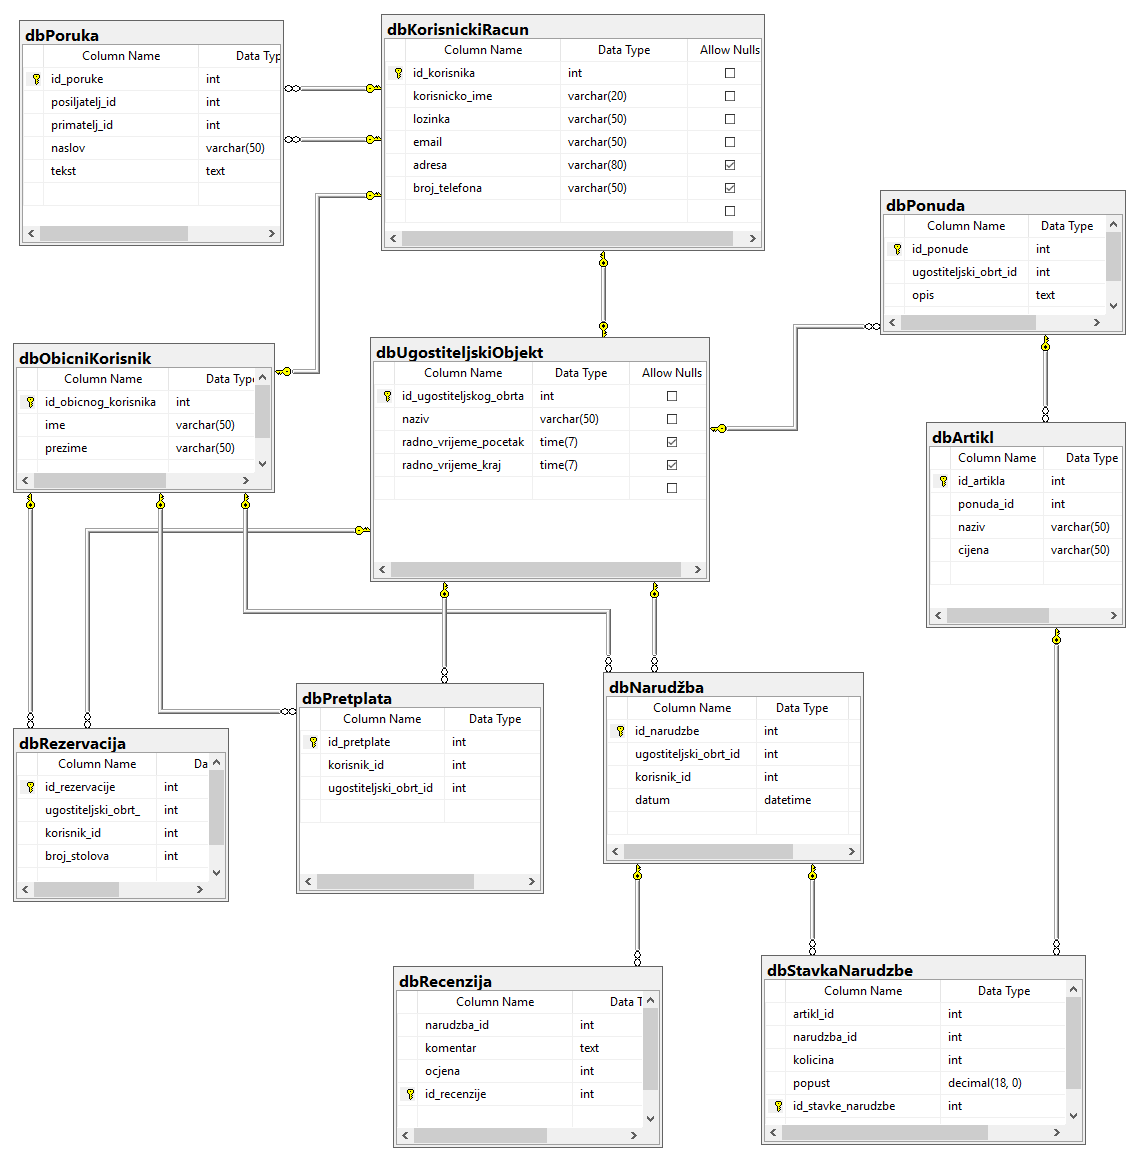 dbPoruka
Column Name Data Typ
id_poruke int
posiljatelj_id int
primatelj_id int
naslov varchar(50)
tekst text
dbKorisnickiRacun
Column Name Data Type Allow Nulls
id_korisnika int
korisnicko_ime varchar(20)
lozinka varchar(50)
email varchar(50)
adresa varchar(80)
broj_telefona varchar(50)
dbPonuda
Column Name Data Type
id_ponude int
ugostiteljski_obrt_id int
opis text
dbObicniKorisnik
Column Name Data Typ
id_obicnog_korisnika int
ime varchar(50)
prezime varchar(50)
dbUgostiteljskiObjekt
Column Name Data Type Allow Nulls
id_ugostiteljskog_obrta int
naziv varchar(50)
radno_vrijeme_pocetak time(7)
radno_vrijeme_kraj time(7)
dbArtikl
Column Name Data Type
id_artikla int
ponuda_id int
naziv varchar(50)
cijena varchar(50)
dbRezervacija
Column Name Da
id_rezervacije int
ugostiteljski_obrt_ int
korisnik_id int
broj_stolova int
dbPretplata
Column Name Data Type
id_pretplate int
korisnik_id int
ugostiteljski_obrt_id int
dbNarudžba
Column Name Data Type
id_narudzbe int
ugostiteljski_obrt_id int
korisnik_id int
datum datetime
dbRecenzija
Column Name Data T
narudzba_id int
komentar text
ocjena int
id_recenzije int
dbStavkaNarudzbe
Column Name Data Type
artikl_id int
narudzba_id int
kolicina int
popust decimal(18, 0)
id_stavke_narudzbe int